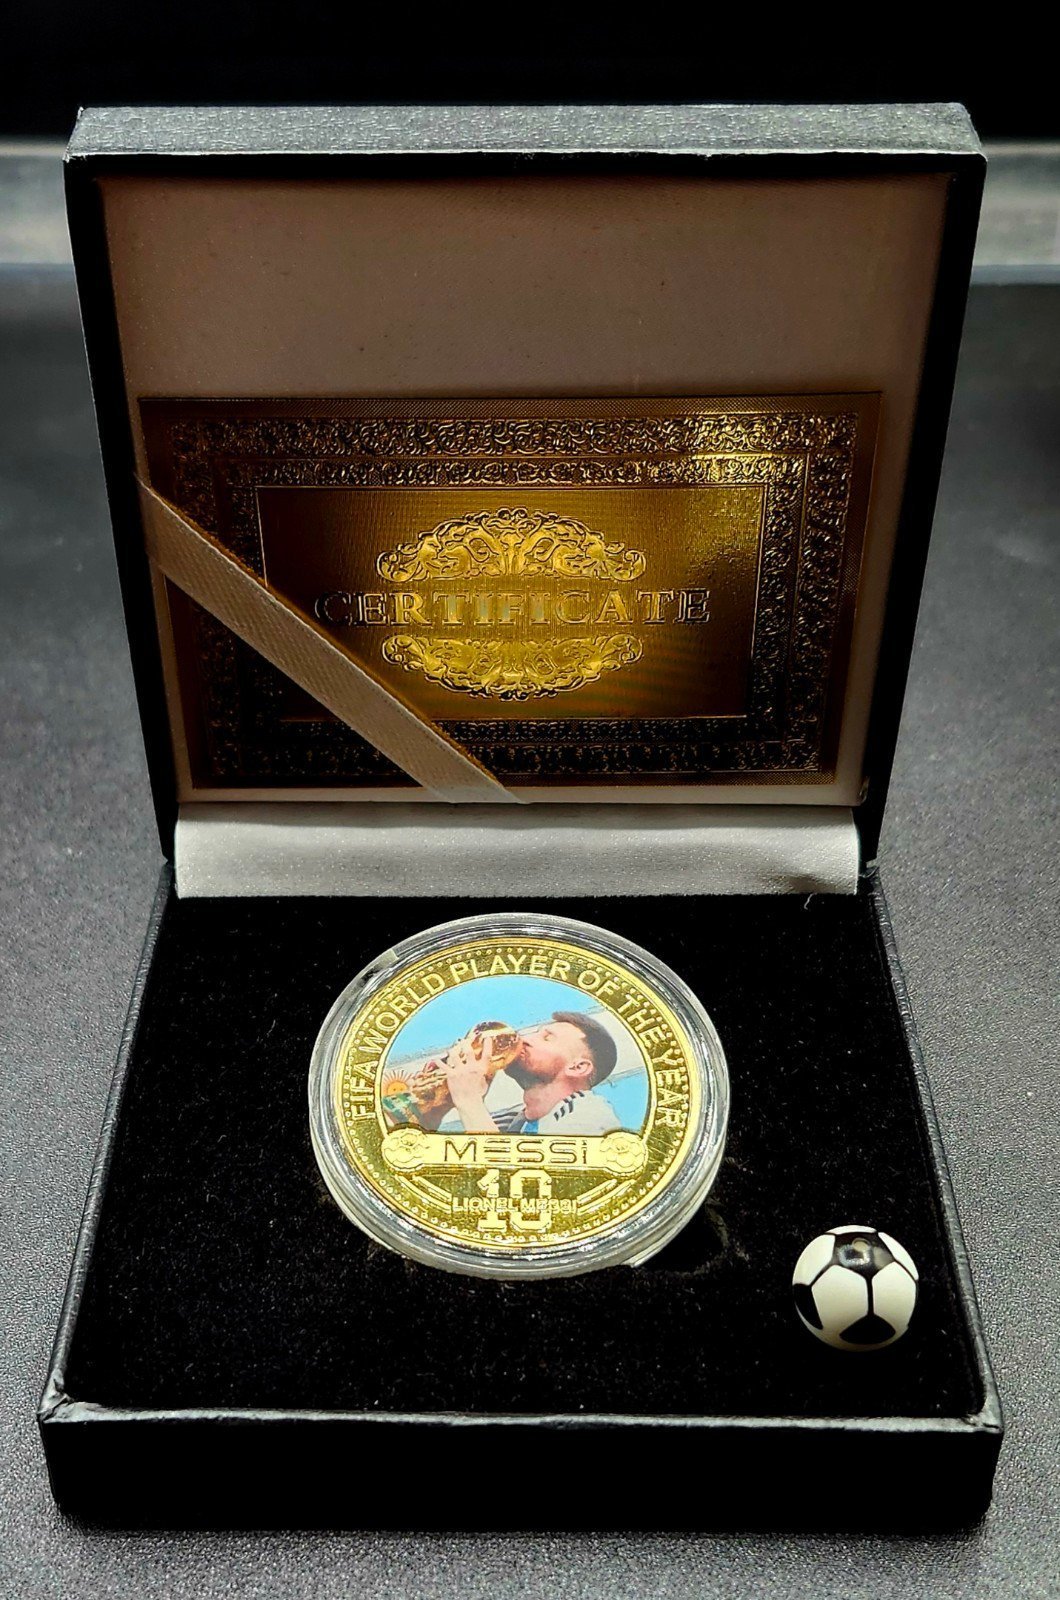 CERTIFICATE
FIFA WORLD PLAYER OF THE YEAR
MESSI
10
LIONEL MESSI